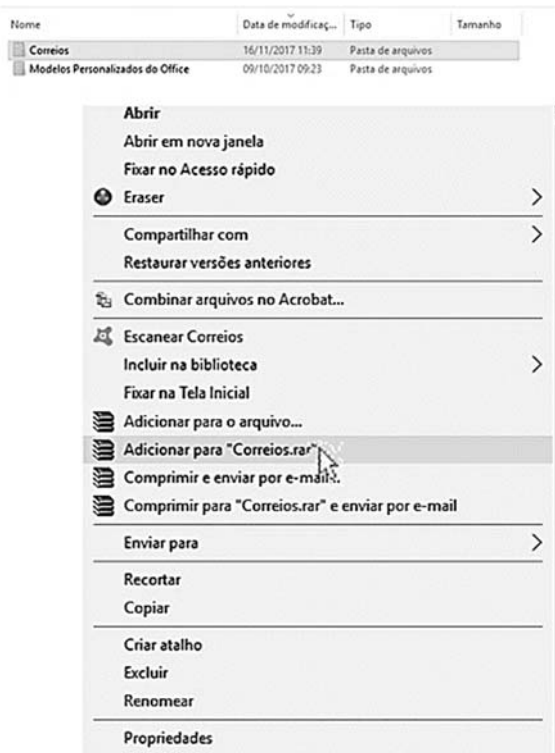 Nome Data de modificaç... Tipo Tamanho
Correios 16/11/2017 11:39 Pasta de arquivos
Modelos Personalizados do Office 09/10/2017 09:23 Pasta de arquivos
Abrir
Abrir em nova janela
Fixar no Acesso rápido
Eraser
Compartilhar com
Restaurar versões anteriores
Combinar arquivos no Acrobat...
Escanear Correios
Incluir na biblioteca
Fixar na Tela Inicial
Adicionar para o arquivo...
Adicionar para "Correios.rar"
Comprimir e enviar por e-mail...
Comprimir para "Correios.rar" e enviar por e-mail
Enviar para
Recortar
Copiar
Criar atalho
Excluir
Renomear
Propriedades